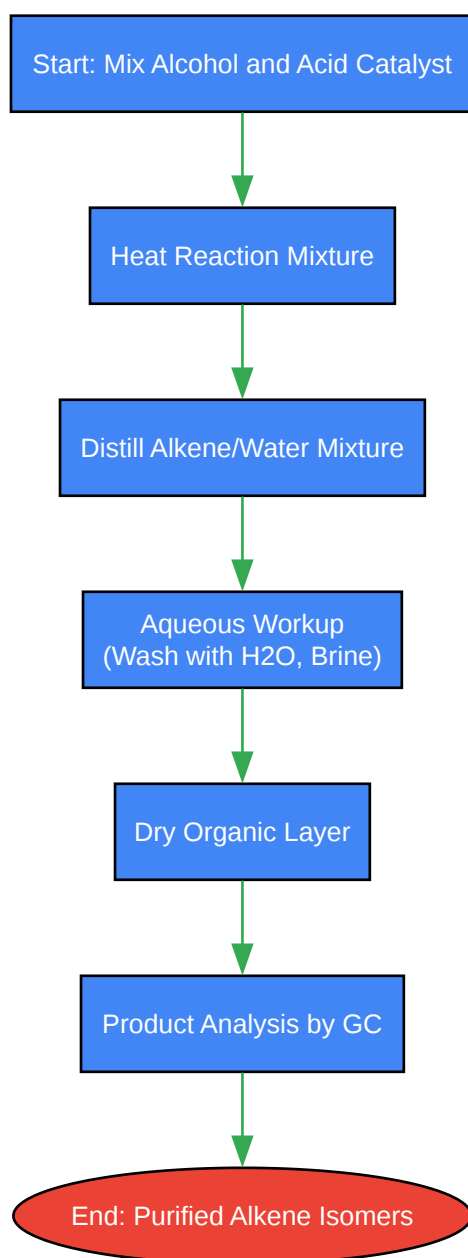 Start: Mix Alcohol and Acid Catalyst
Heat Reaction Mixture
Distill Alkene/Water Mixture
Aqueous Workup
(Wash with H2O, Brine)
Dry Organic Layer
Product Analysis by GC
End: Purified Alkene Isomers